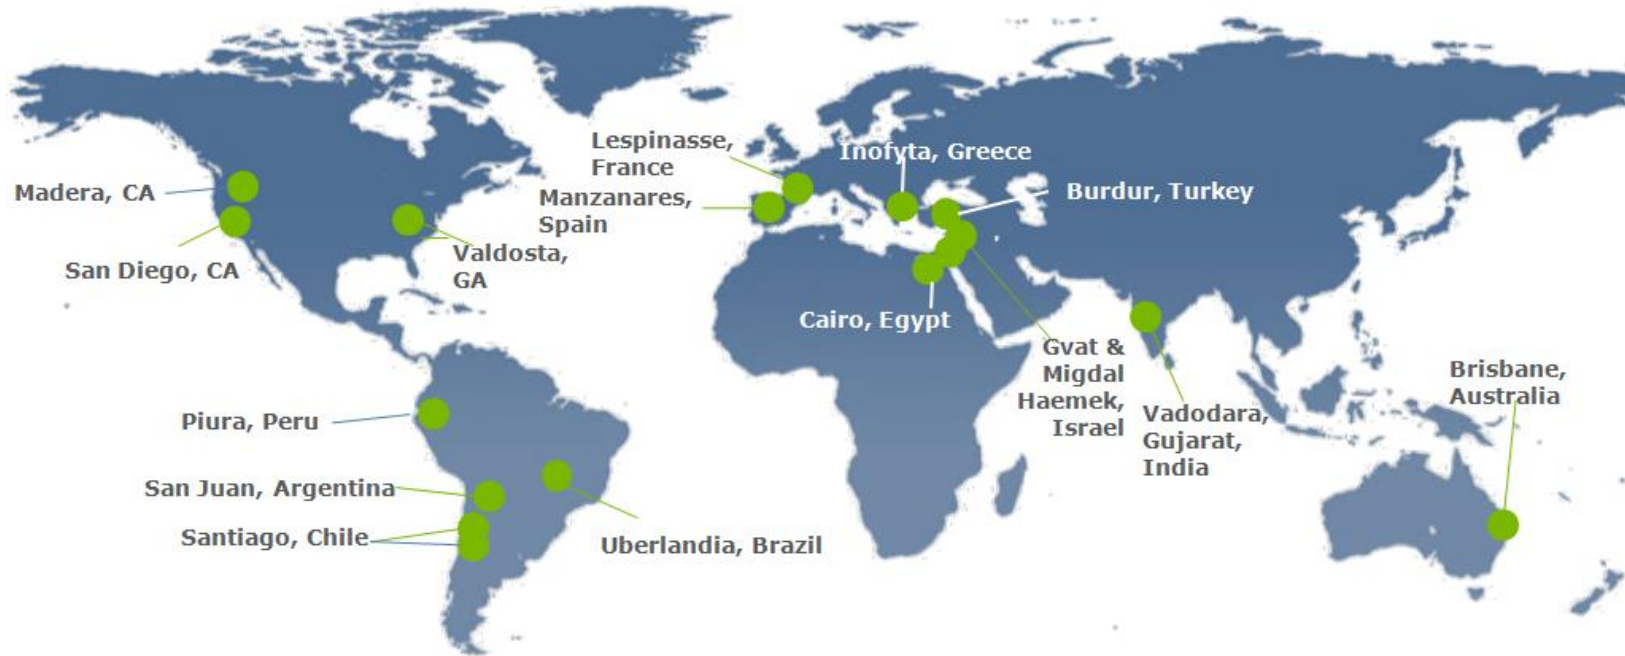 Lespinasse,
France
Inofyta, Greece
Madera, CA
Manzanares,
Spain
Burdur, Turkey
San Diego, CA
Valdosta,
GA
Cairo, Egypt
Gvat &
Migdal
Haemek,
Israel
Vadodara,
Gujarat,
India
Brisbane,
Australia
Piura, Peru
San Juan, Argentina
Santiago, Chile
Uberlandia, Brazil